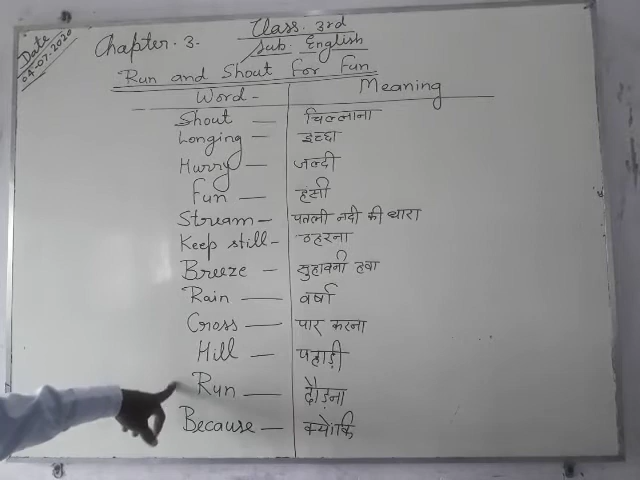 Date
04-07-2020
Class. 3rd
Chapter. 3.
Sub. English
Run and Shout For Fun
Word- Meaning
Shout — चिल्लाना
Longing — इच्छा
Hurry — जल्दी
Fun — हंसी
Stream — पतली नदी की धारा
Keep still- ठहरना
Breeze - सुहावनी हवा
Rain — वर्षा
Cross — पार करना
Hill — पहाड़ी
Run — दौड़ना
Because — क्योंकि